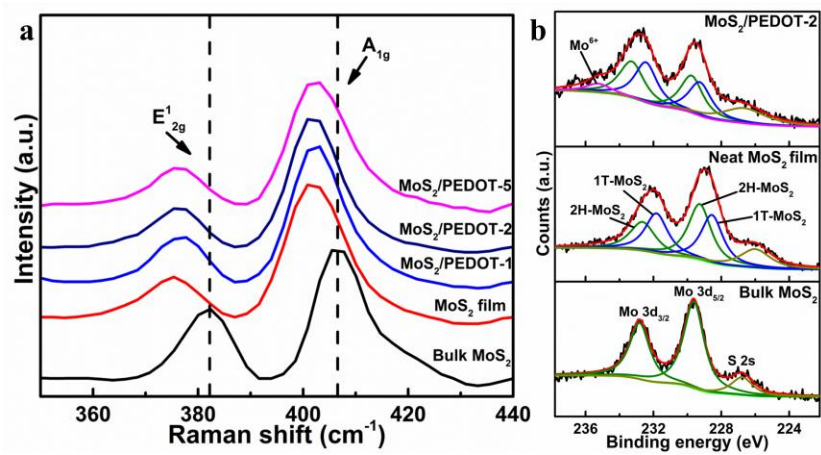 a
E¹₂g
A₁g
MoS₂/PEDOT-5
MoS₂/PEDOT-2
MoS₂/PEDOT-1
MoS₂ film
Bulk MoS₂
Intensity (a.u.)
360 380 400 420 440
Raman shift (cm⁻¹)
b
MoS₂/PEDOT-2
Mo⁶⁺
Neat MoS₂ film
1T-MoS₂
2H-MoS₂
2H-MoS₂
1T-MoS₂
Bulk MoS₂
Mo 3d₃/₂
Mo 3d₅/₂
S 2s
Counts (a.u.)
236 232 228 224
Binding energy (eV)